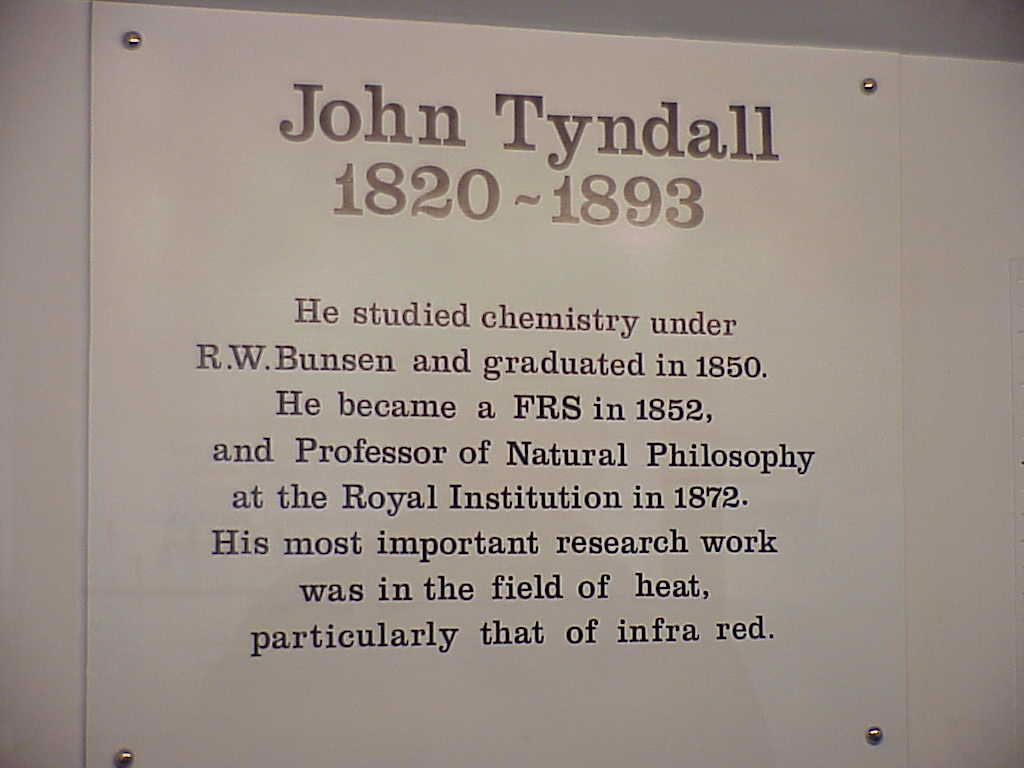 John Tyndall
1820~1893
He studied chemistry under
R.W.Bunsen and graduated in 1850.
He became a FRS in 1852,
and Professor of Natural Philosophy
at the Royal Institution in 1872.
His most important research work
was in the field of heat,
particularly that of infra red.